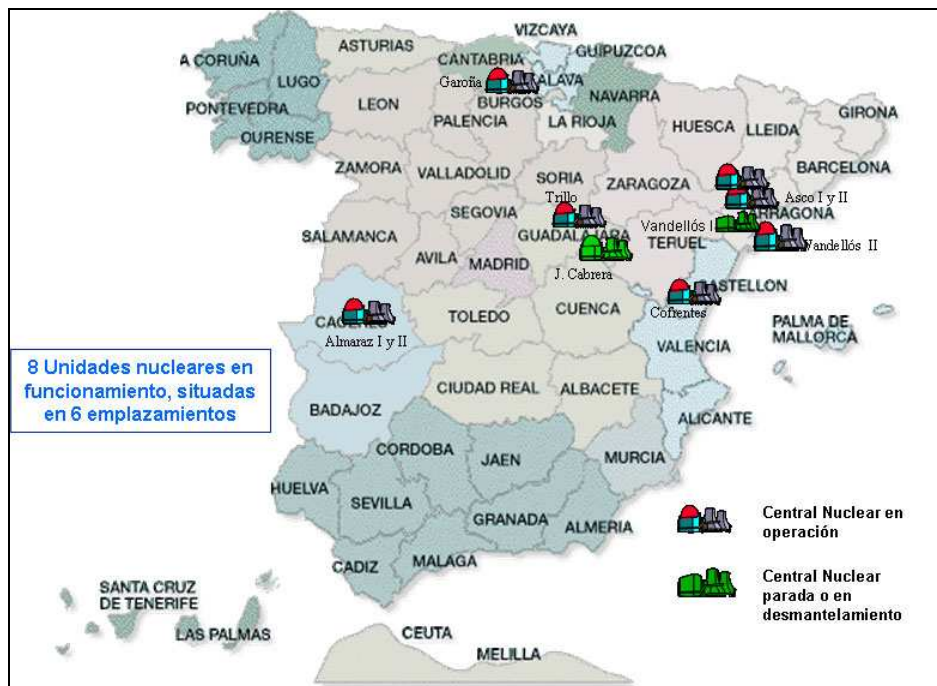 VIZCAYA
ASTURIAS
GUIPUZCOA
A CORUÑA
CANTABRIA
LUGO
Garoña
ALAVA
LEON
BURGOS
NAVARRA
PONTEVEDRA
PALENCIA
LA RIOJA
HUESCA
LLEIDA
GIRONA
OURENSE
ZAMORA
VALLADOLID
SORIA
ZARAGOZA
BARCELONA
Trillo
Asco I y II
SEGOVIA
ARRAGONA
SALAMANCA
GUADALAJARA
Vandellós I
TERUEL
Vandellós II
AVILA
MADRID
J. Cabrera
CASTELLON
CACERES
TOLEDO
CUENCA
Cofrentes
PALMA DE
MALLORCA
Almaraz I y II
VALENCIA
8 Unidades nucleares en
funcionamiento, situadas
en 6 emplazamientos
CIUDAD REAL
ALBACETE
BADAJOZ
ALICANTE
CORDOBA
JAEN
MURCIA
HUELVA
SEVILLA
GRANADA
ALMERIA
CADIZ
MALAGA
Central Nuclear en
operación
Central Nuclear
parada o en
desmantelamiento
SANTA CRUZ
DE TENERIFE
LAS PALMAS
CEUTA
MELILLA